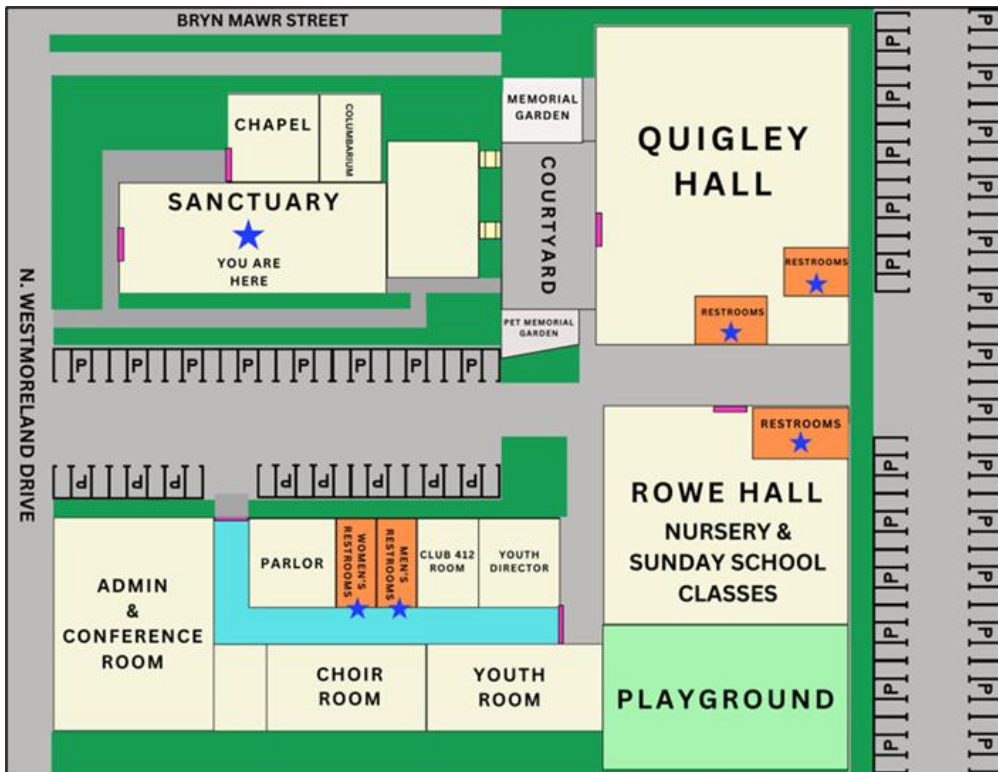 BRYN MAWR STREET
N. WESTMORELAND DRIVE
CHAPEL
COLUMBARIUM
SANCTUARY
YOU ARE
HERE
MEMORIAL
GARDEN
COURTYARD
PET MEMORIAL
GARDEN
QUIGLEY
HALL
RESTROOMS
RESTROOMS
P P P P P P P P
P P P P P P P
P P P P P
P P P P P P
P P P P P P P P P P P P P P
RESTROOMS
ROWE HALL
NURSERY &
SUNDAY SCHOOL
CLASSES
PLAYGROUND
ADMIN
&
CONFERENCE
ROOM
PARLOR
WOMEN'S
RESTROOMS
MEN'S
RESTROOMS
CLUB 412
ROOM
YOUTH
DIRECTOR
CHOIR
ROOM
YOUTH
ROOM